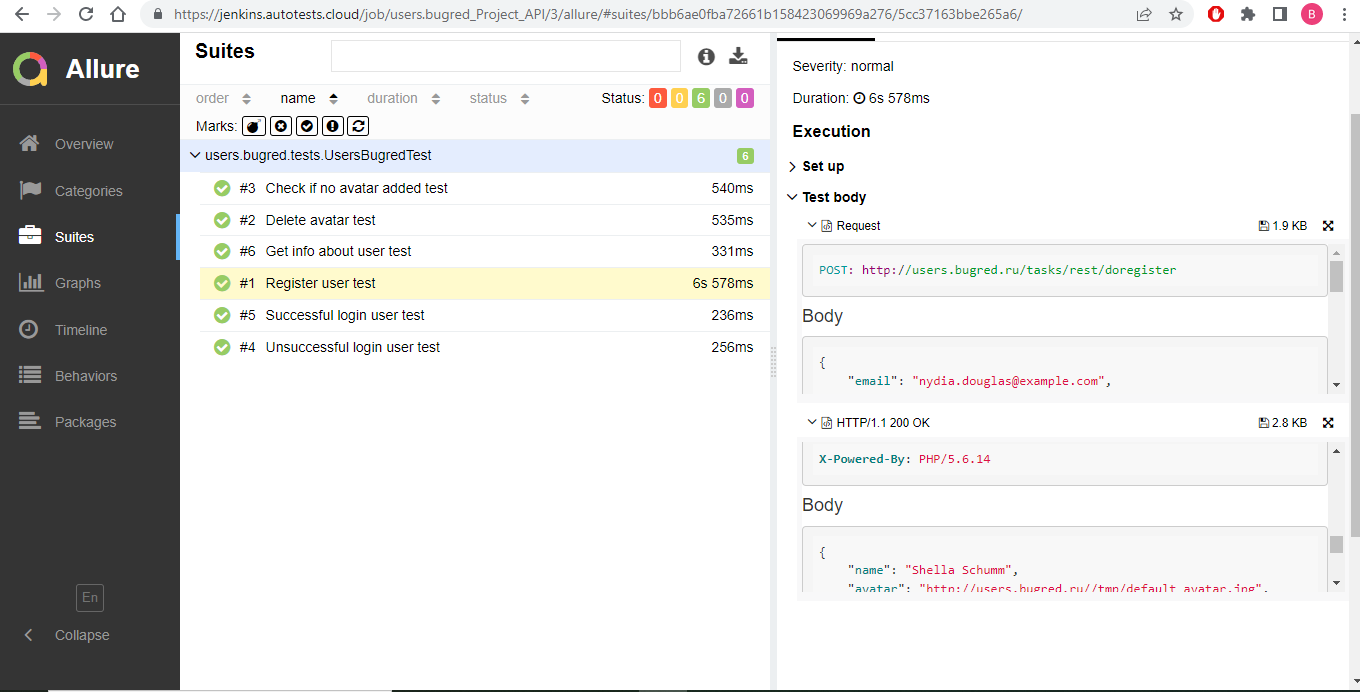 https://jenkins.autotests.cloud/job/users.bugred_Project_API/3/allure/#suites/bbb6ae0fba72661b158423069969a276/5cc37163bbe265a6/
B
Allure
Overview
Categories
Suites
Graphs
Timeline
Behaviors
Packages
En
Collapse
Suites
order name duration status Status: 0 0 6 0 0
Marks:
users.bugred.tests.UsersBugredTest 6
#3 Check if no avatar added test 540ms
#2 Delete avatar test 535ms
#6 Get info about user test 331ms
#1 Register user test 6s 578ms
#5 Successful login user test 236ms
#4 Unsuccessful login user test 256ms
Severity: normal
Duration: 6s 578ms
Execution
Set up
Test body
Request 1.9 KB
POST: http://users.bugred.ru/tasks/rest/doregister
Body
{
"email": "nydia.douglas@example.com",
HTTP/1.1 200 OK 2.8 KB
X-Powered-By: PHP/5.6.14
Body
{
"name": "Shella Schumm",
"avatar": "http://users.bugred.ru//tmp/default_avatar.jpg",